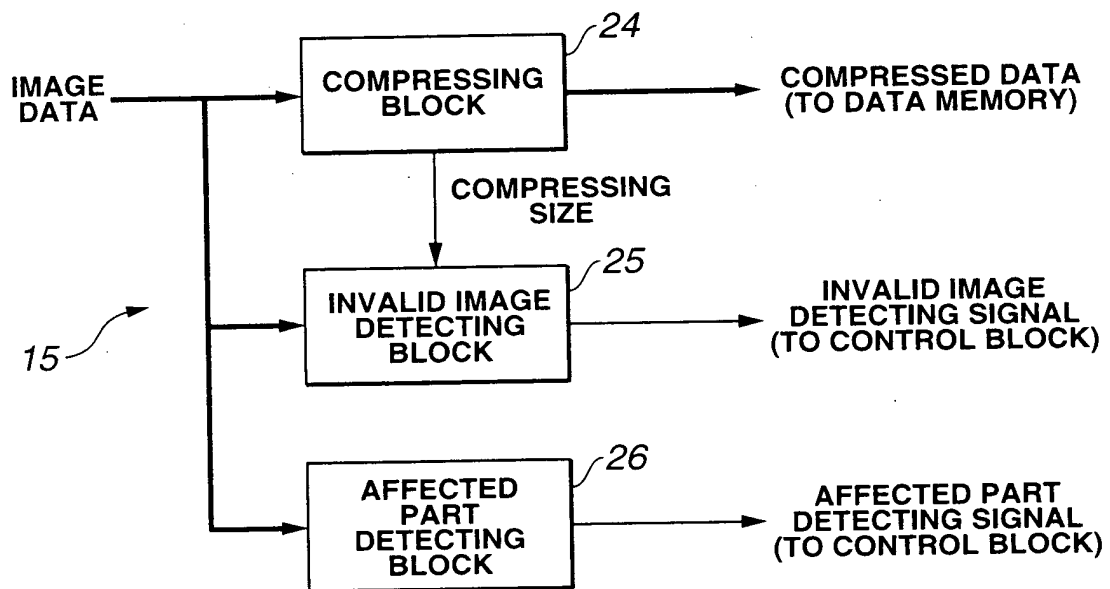 24
IMAGE
DATA
COMPRESSING
BLOCK
COMPRESSED DATA
(TO DATA MEMORY)
COMPRESSING
SIZE
25
INVALID IMAGE
DETECTING
BLOCK
INVALID IMAGE
DETECTING SIGNAL
(TO CONTROL BLOCK)
15
26
AFFECTED
PART
DETECTING
BLOCK
AFFECTED PART
DETECTING SIGNAL
(TO CONTROL BLOCK)